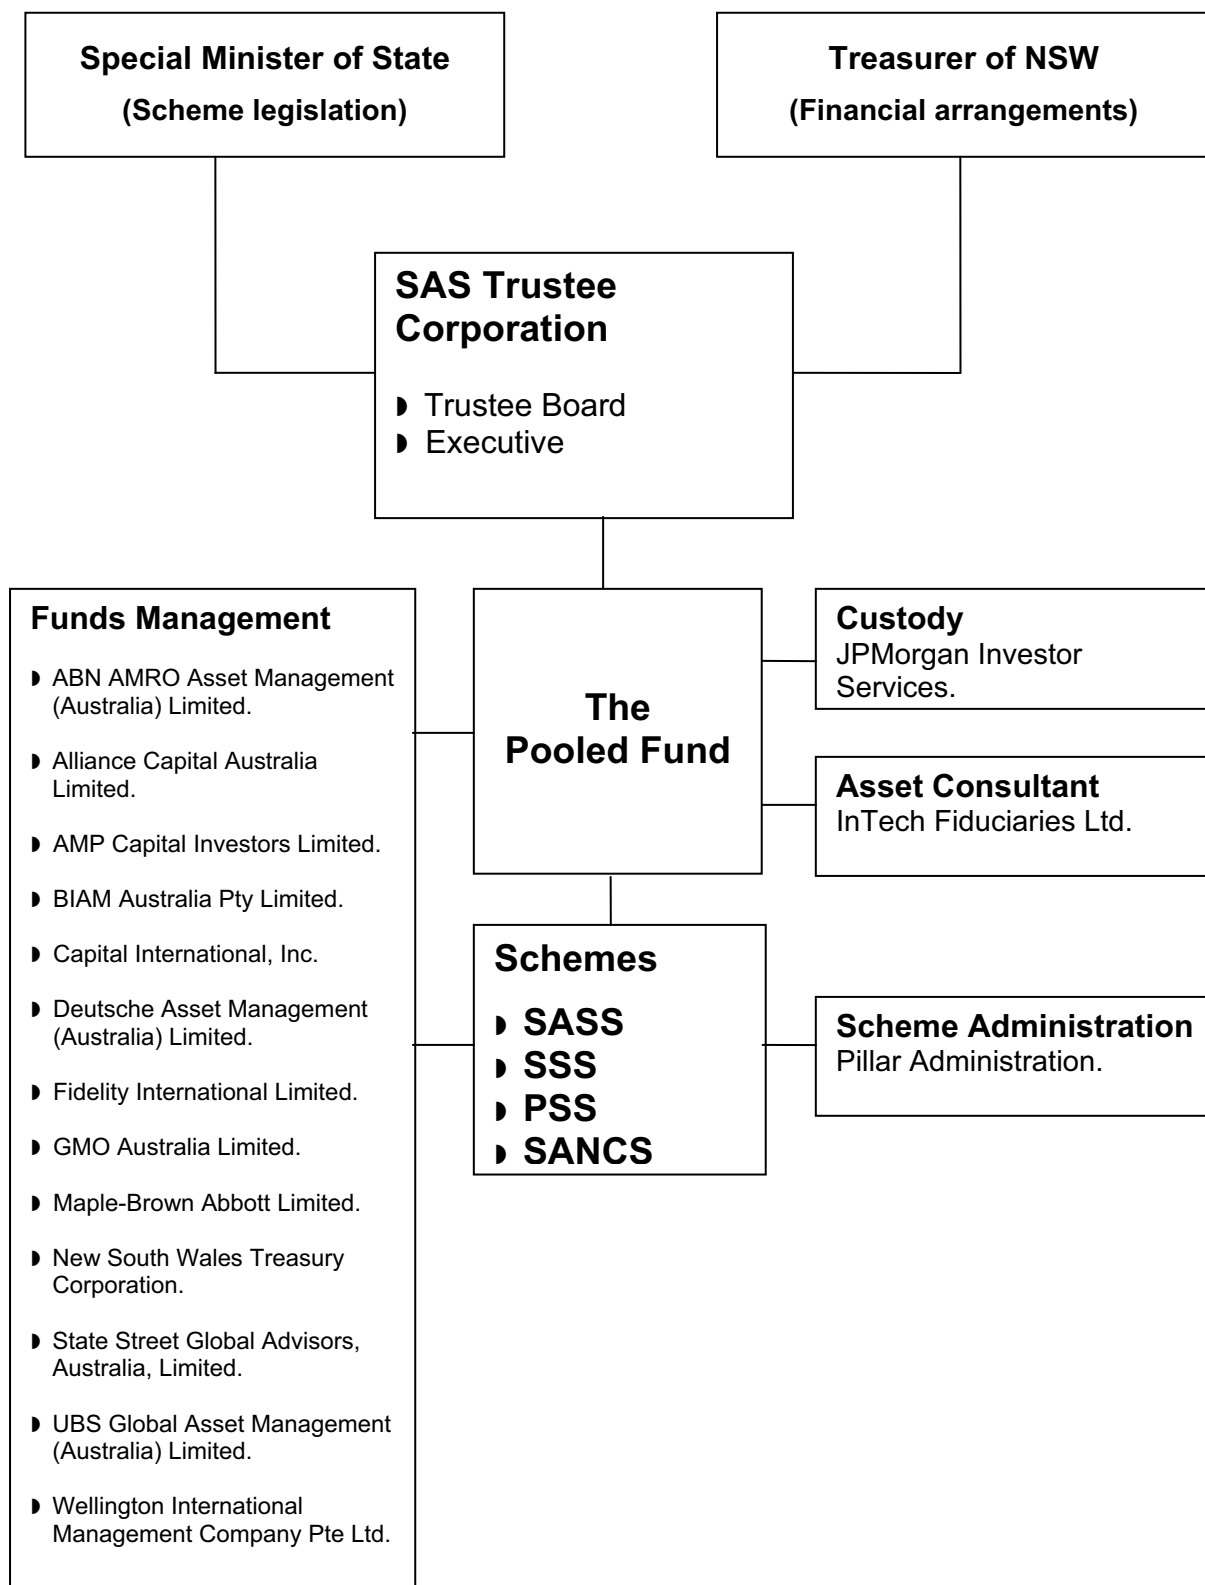 Special Minister of State
(Scheme legislation)
Treasurer of NSW
(Financial arrangements)
SAS Trustee
Corporation
◗ Trustee Board
◗ Executive
Funds Management
◗ ABN AMRO Asset Management
(Australia) Limited.
◗ Alliance Capital Australia
Limited.
◗ AMP Capital Investors Limited.
◗ BIAM Australia Pty Limited.
◗ Capital International, Inc.
◗ Deutsche Asset Management
(Australia) Limited.
◗ Fidelity International Limited.
◗ GMO Australia Limited.
◗ Maple-Brown Abbott Limited.
◗ New South Wales Treasury
Corporation.
◗ State Street Global Advisors,
Australia, Limited.
◗ UBS Global Asset Management
(Australia) Limited.
◗ Wellington International
Management Company Pte Ltd.
The
Pooled Fund
Custody
JPMorgan Investor
Services.
Asset Consultant
InTech Fiduciaries Ltd.
Schemes
◗ SASS
◗ SSS
◗ PSS
◗ SANCS
Scheme Administration
Pillar Administration.